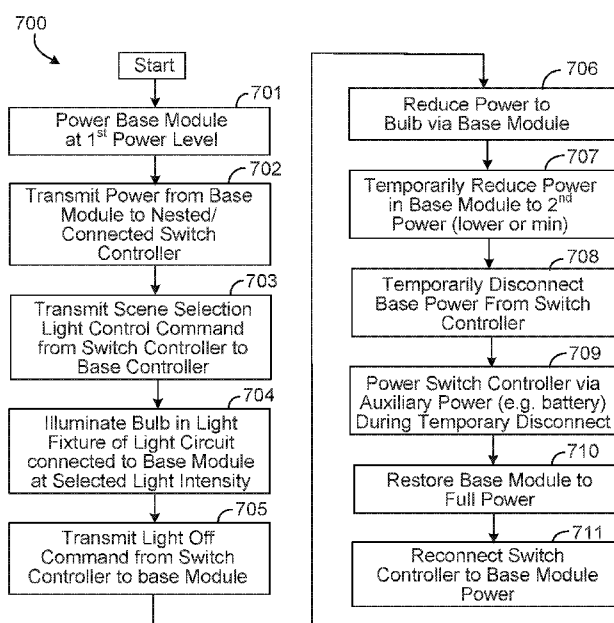 700
Start
701
Power Base Module
at 1st Power Level
702
Transmit Power from Base
Module to Nested/
Connected Switch
Controller
703
Transmit Scene Selection
Light Control Command
from Switch Controller to
Base Controller
704
Illuminate Bulb in Light
Fixture of Light Circuit
connected to Base Module
at Selected Light Intensity
705
Transmit Light Off
Command from Switch
Controller to base Module
706
Reduce Power to
Bulb via Base Module
707
Temporarily Reduce Power
in Base Module to 2nd
Power (lower or min)
708
Temporarily Disconnect
Base Power From Switch
Controller
709
Power Switch Controller via
Auxiliary Power (e.g. battery)
During Temporary Disconnect
710
Restore Base Module to
Full Power
711
Reconnect Switch
Controller to Base Module
Power